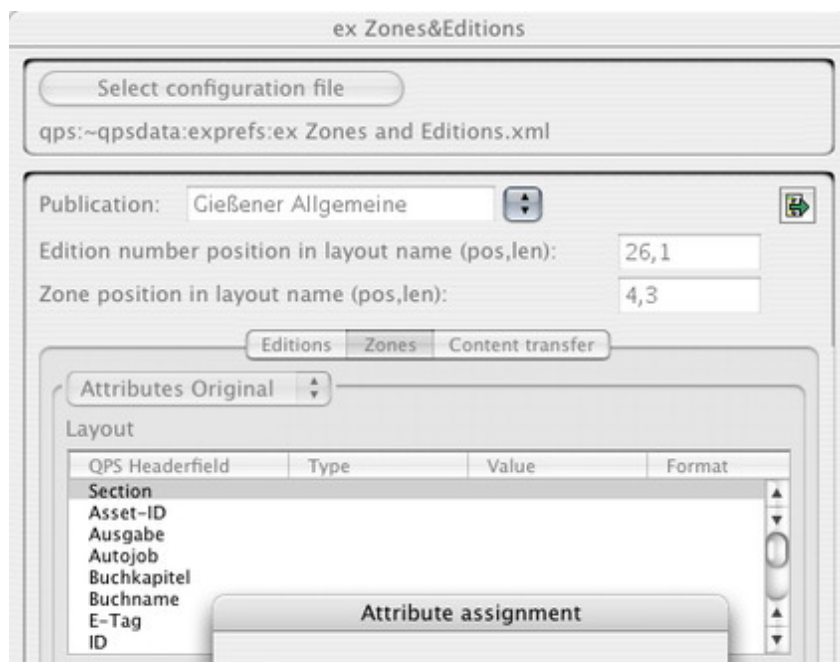 ex Zones&Editions
Select configuration file
qps:~qpsdata:exprefs:ex Zones and Editions.xml
Publication: Gießener Allgemeine
Edition number position in layout name (pos,len): 26,1
Zone position in layout name (pos,len): 4,3
Editions Zones Content transfer
Attributes Original
Layout
QPS Headerfield Type Value Format
Section
Asset-ID
Ausgabe
Autojob
Buchkapitel
Buchname
E-Tag
ID
Attribute assignment